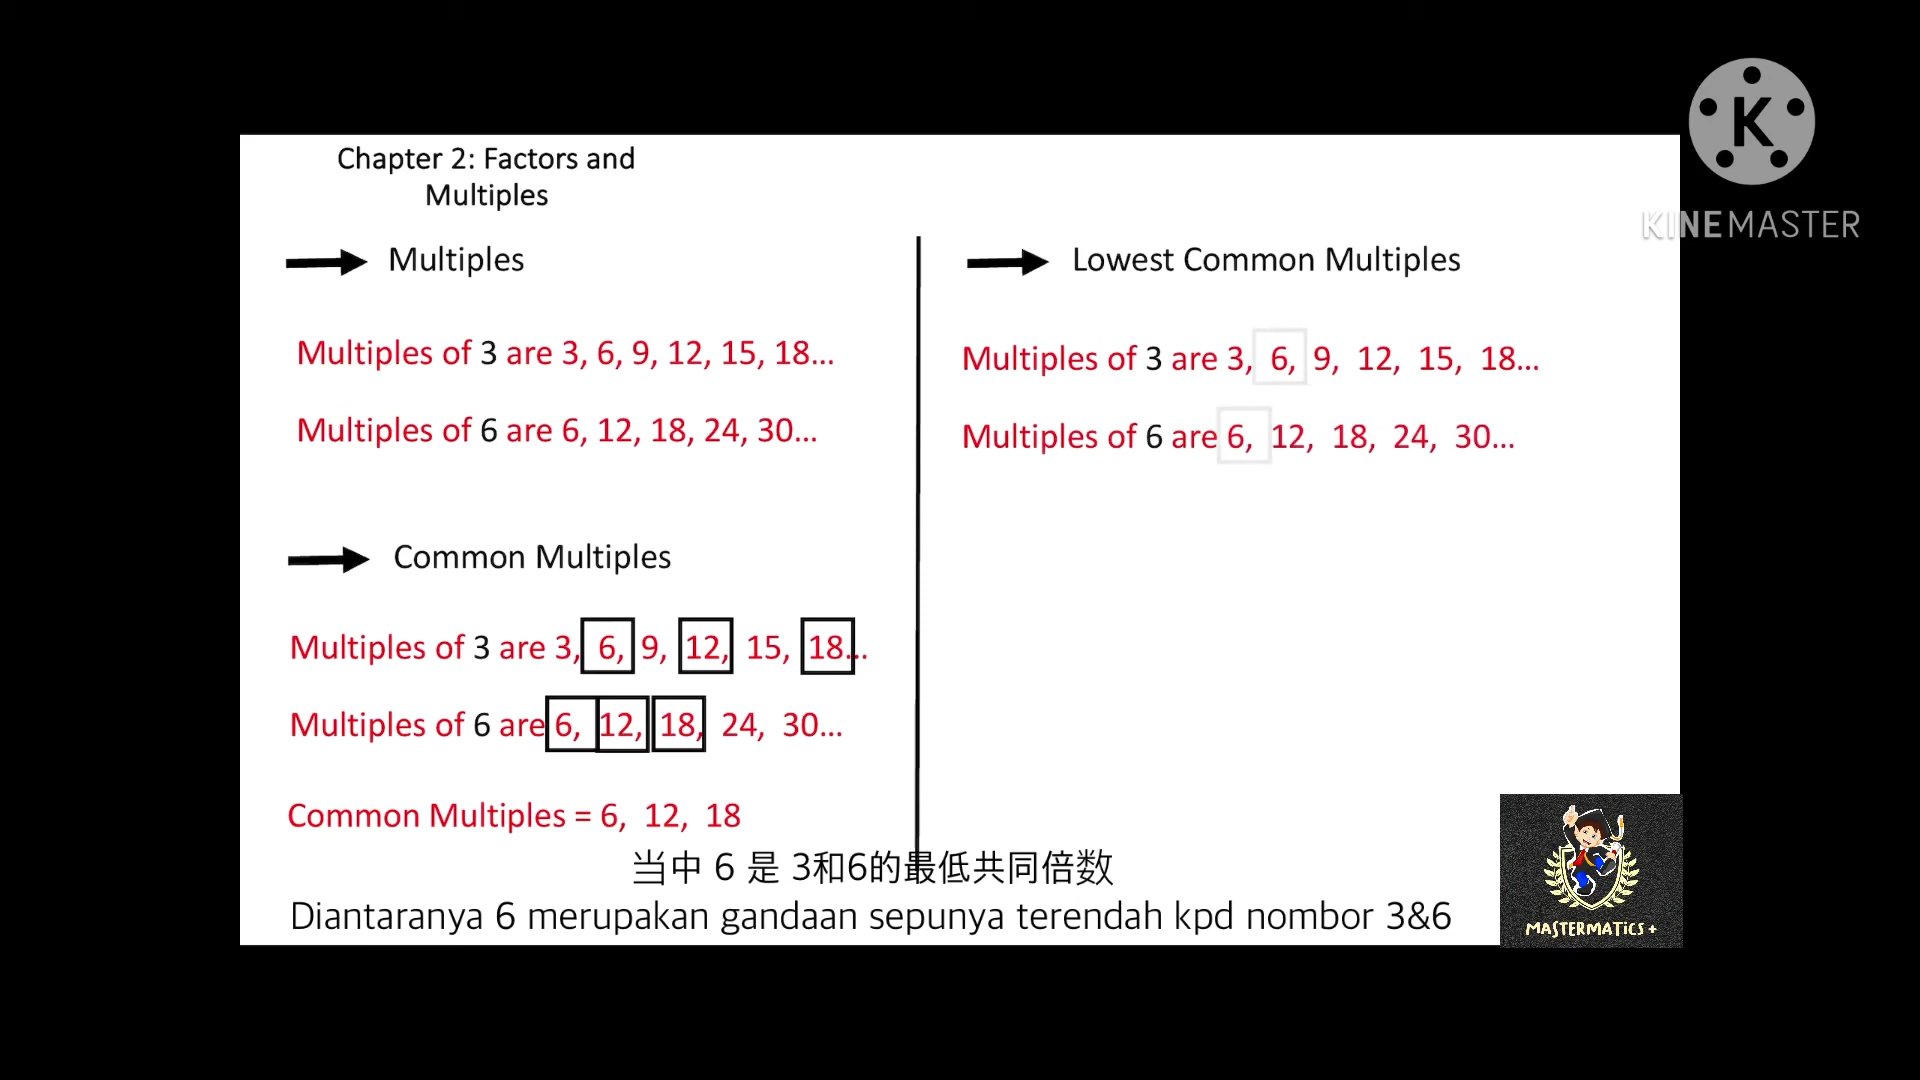 Chapter 2: Factors and
Multiples
Multiples
Multiples of 3 are 3, 6, 9, 12, 15, 18...
Multiples of 6 are 6, 12, 18, 24, 30...
Common Multiples
Multiples of 3 are 3, 6, 9, 12, 15, 18...
Multiples of 6 are 6, 12, 18, 24, 30...
Common Multiples = 6, 12, 18
Lowest Common Multiples
Multiples of 3 are 3, 6, 9, 12, 15, 18...
Multiples of 6 are 6, 12, 18, 24, 30...
当中 6 是 3和6的最低共同倍数
Diantaranya 6 merupakan gandaan sepunya terendah kpd nombor 3&6
K
KINEMASTER
MASTERMATiCS +